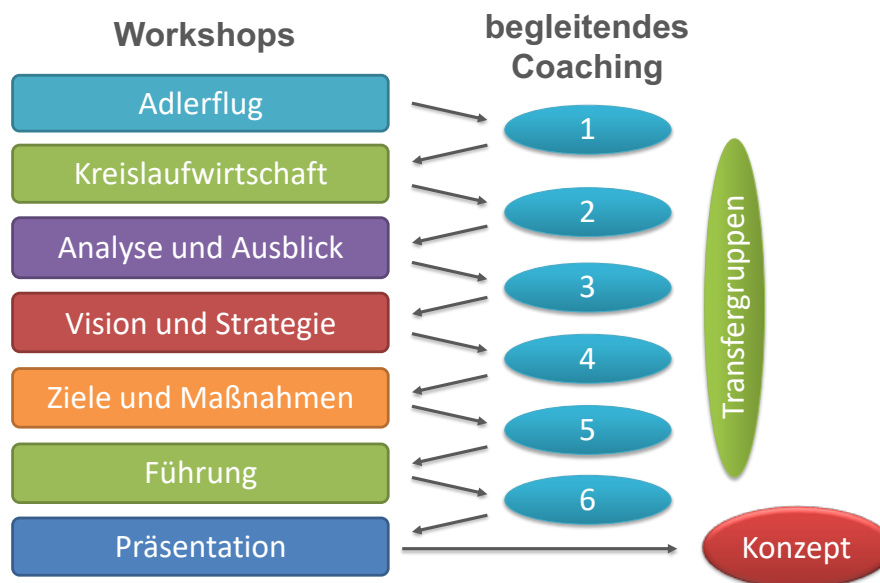 Workshops
begleitendes
Coaching
Adlerflug
1
Kreislaufwirtschaft
2
Analyse und Ausblick
3
Vision und Strategie
4
Ziele und Maßnahmen
5
Führung
6
Präsentation
Transfergruppen
Konzept